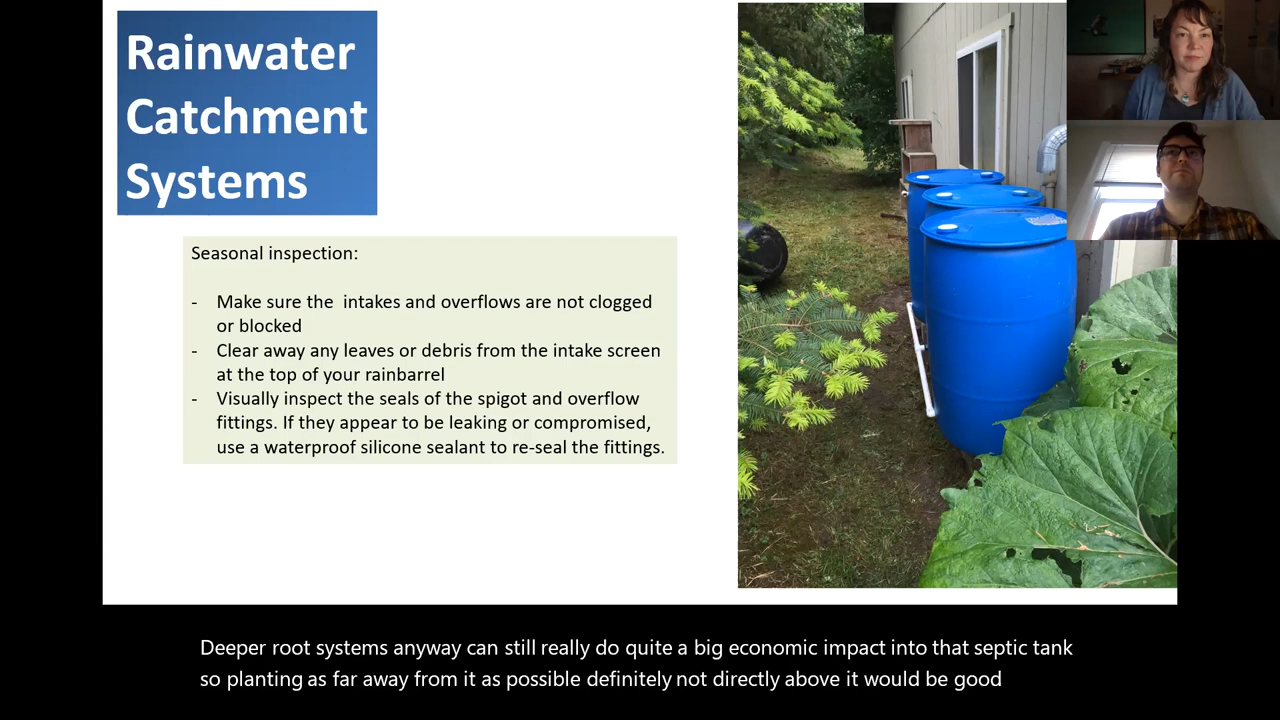 Rainwater
Catchment
Systems
Seasonal inspection:
- Make sure the intakes and overflows are not clogged
or blocked
- Clear away any leaves or debris from the intake screen
at the top of your rainbarrel
- Visually inspect the seals of the spigot and overflow
fittings. If they appear to be leaking or compromised,
use a waterproof silicone sealant to re-seal the fittings.
Deeper root systems anyway can still really do quite a big economic impact into that septic tank
so planting as far away from it as possible definitely not directly above it would be good